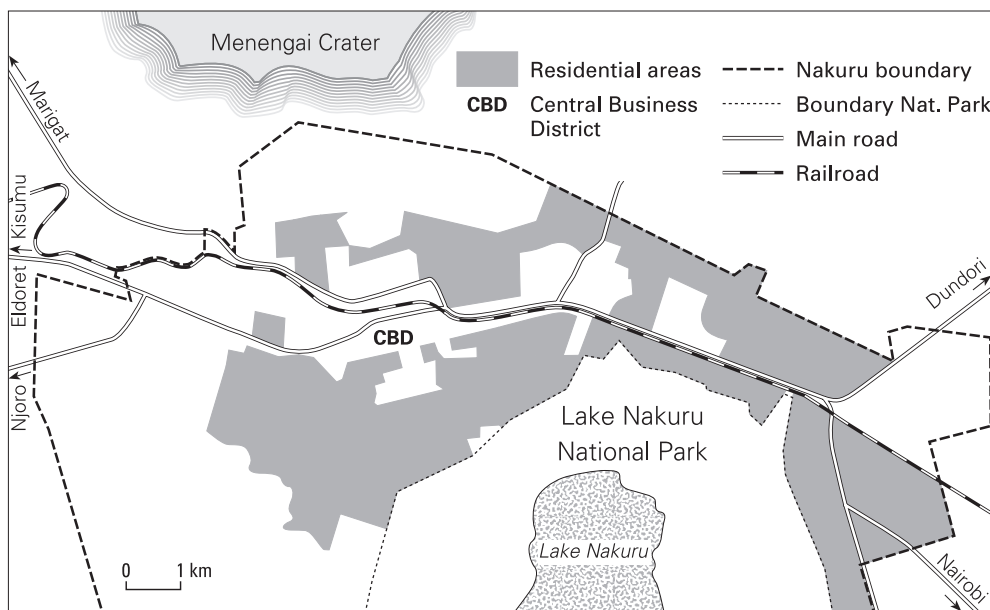 Menengai Crater
Residential areas
CBD Central Business
District
Nakuru boundary
Boundary Nat. Park
Main road
Railroad
Marigat
Kisumu
Eldoret
Njoro
CBD
Dundori
Lake Nakuru
National Park
Lake Nakuru
Nairobi
0 1 km